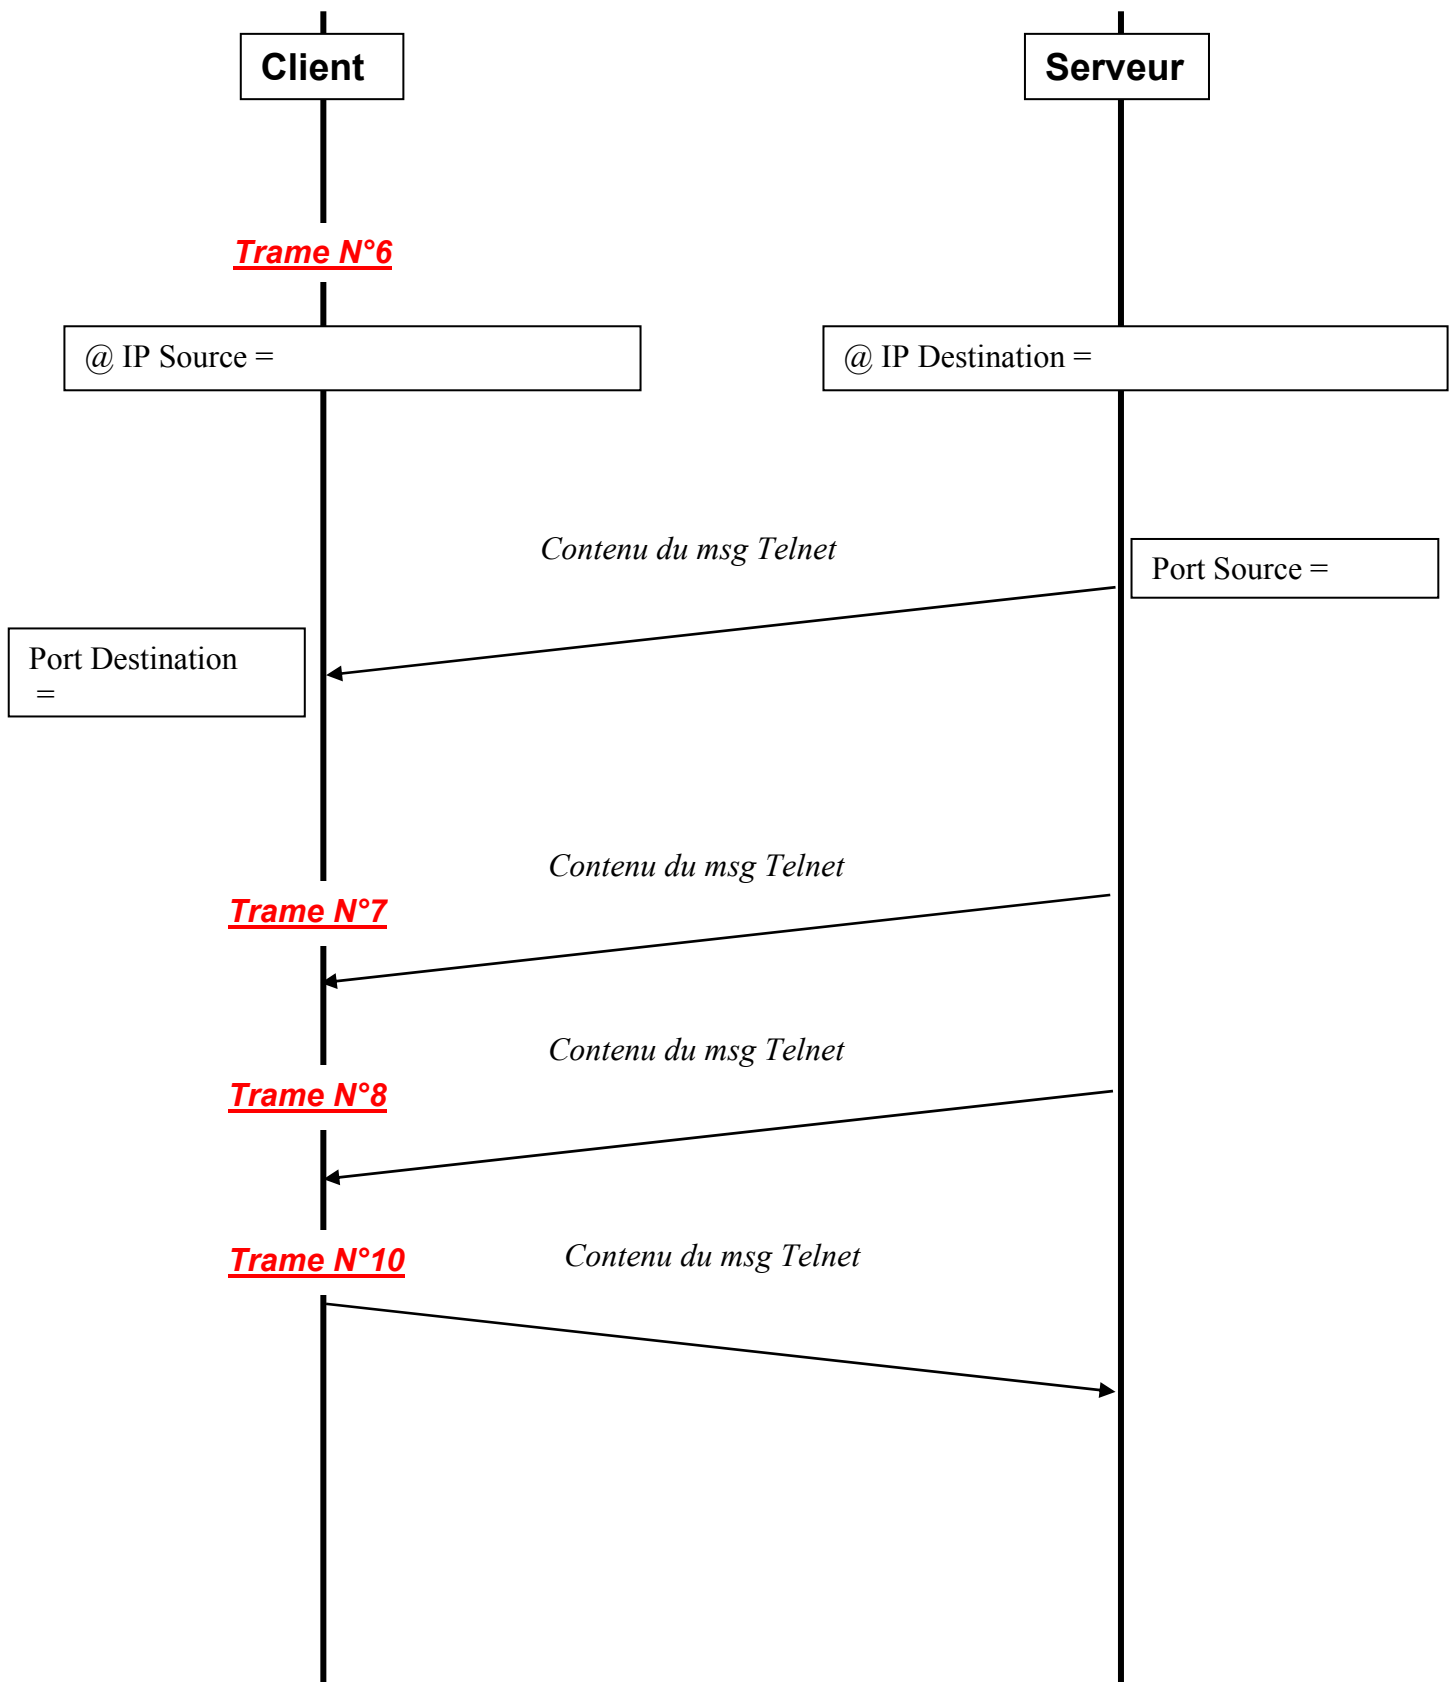 Client
Serveur
Trame N°6
@ IP Source =
@ IP Destination =
Contenu du msg Telnet
Port Source =
Port Destination
=
Contenu du msg Telnet
Trame N°7
Contenu du msg Telnet
Trame N°8
Contenu du msg Telnet
Trame N°10